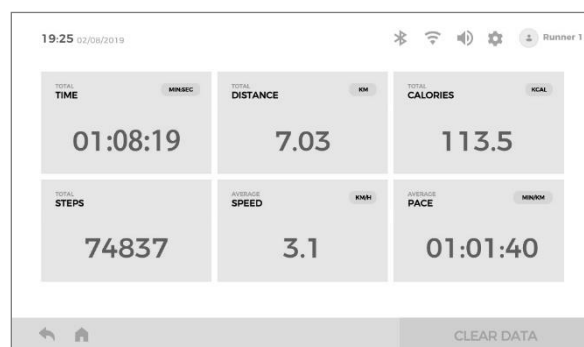 19:25 02/08/2019
Runner 1
TOTAL
TIME
MIN:SEC
01:08:19
TOTAL
DISTANCE
KM
7.03
TOTAL
CALORIES
KCAL
113.5
TOTAL
STEPS
74837
AVERAGE
SPEED
KM/H
3.1
AVERAGE
PACE
MIN/KM
01:01:40
CLEAR DATA